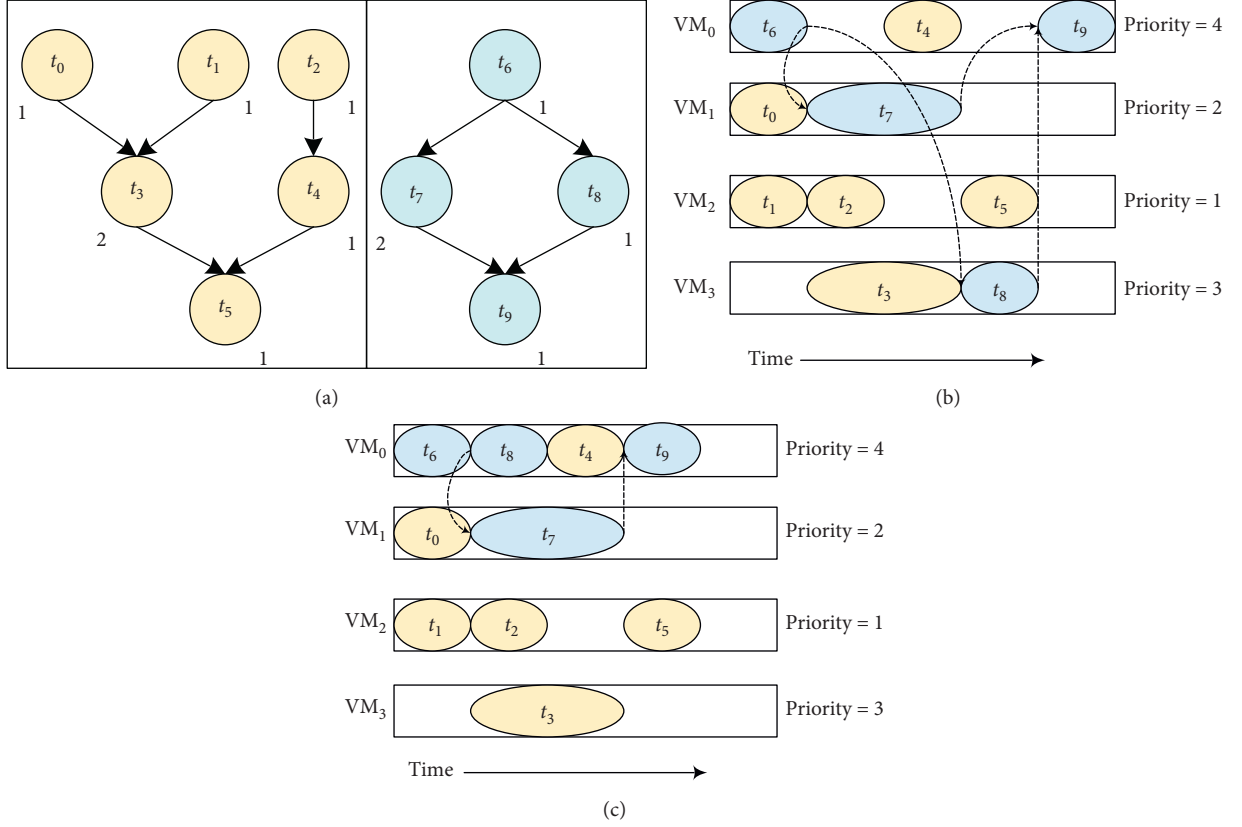 t0 t1 t2
1 1 1
t3 t4
2 1
t5
1
t6
1
t7 t8
2 1
t9
1
(a)
VM0 t6 t4 t9 Priority = 4
VM1 t0 t7 Priority = 2
VM2 t1 t2 t5 Priority = 1
VM3 t3 t8 Priority = 3
Time
(b)
VM0 t6 t8 t4 t9 Priority = 4
VM1 t0 t7 Priority = 2
VM2 t1 t2 t5 Priority = 1
VM3 t3 Priority = 3
Time
(c)